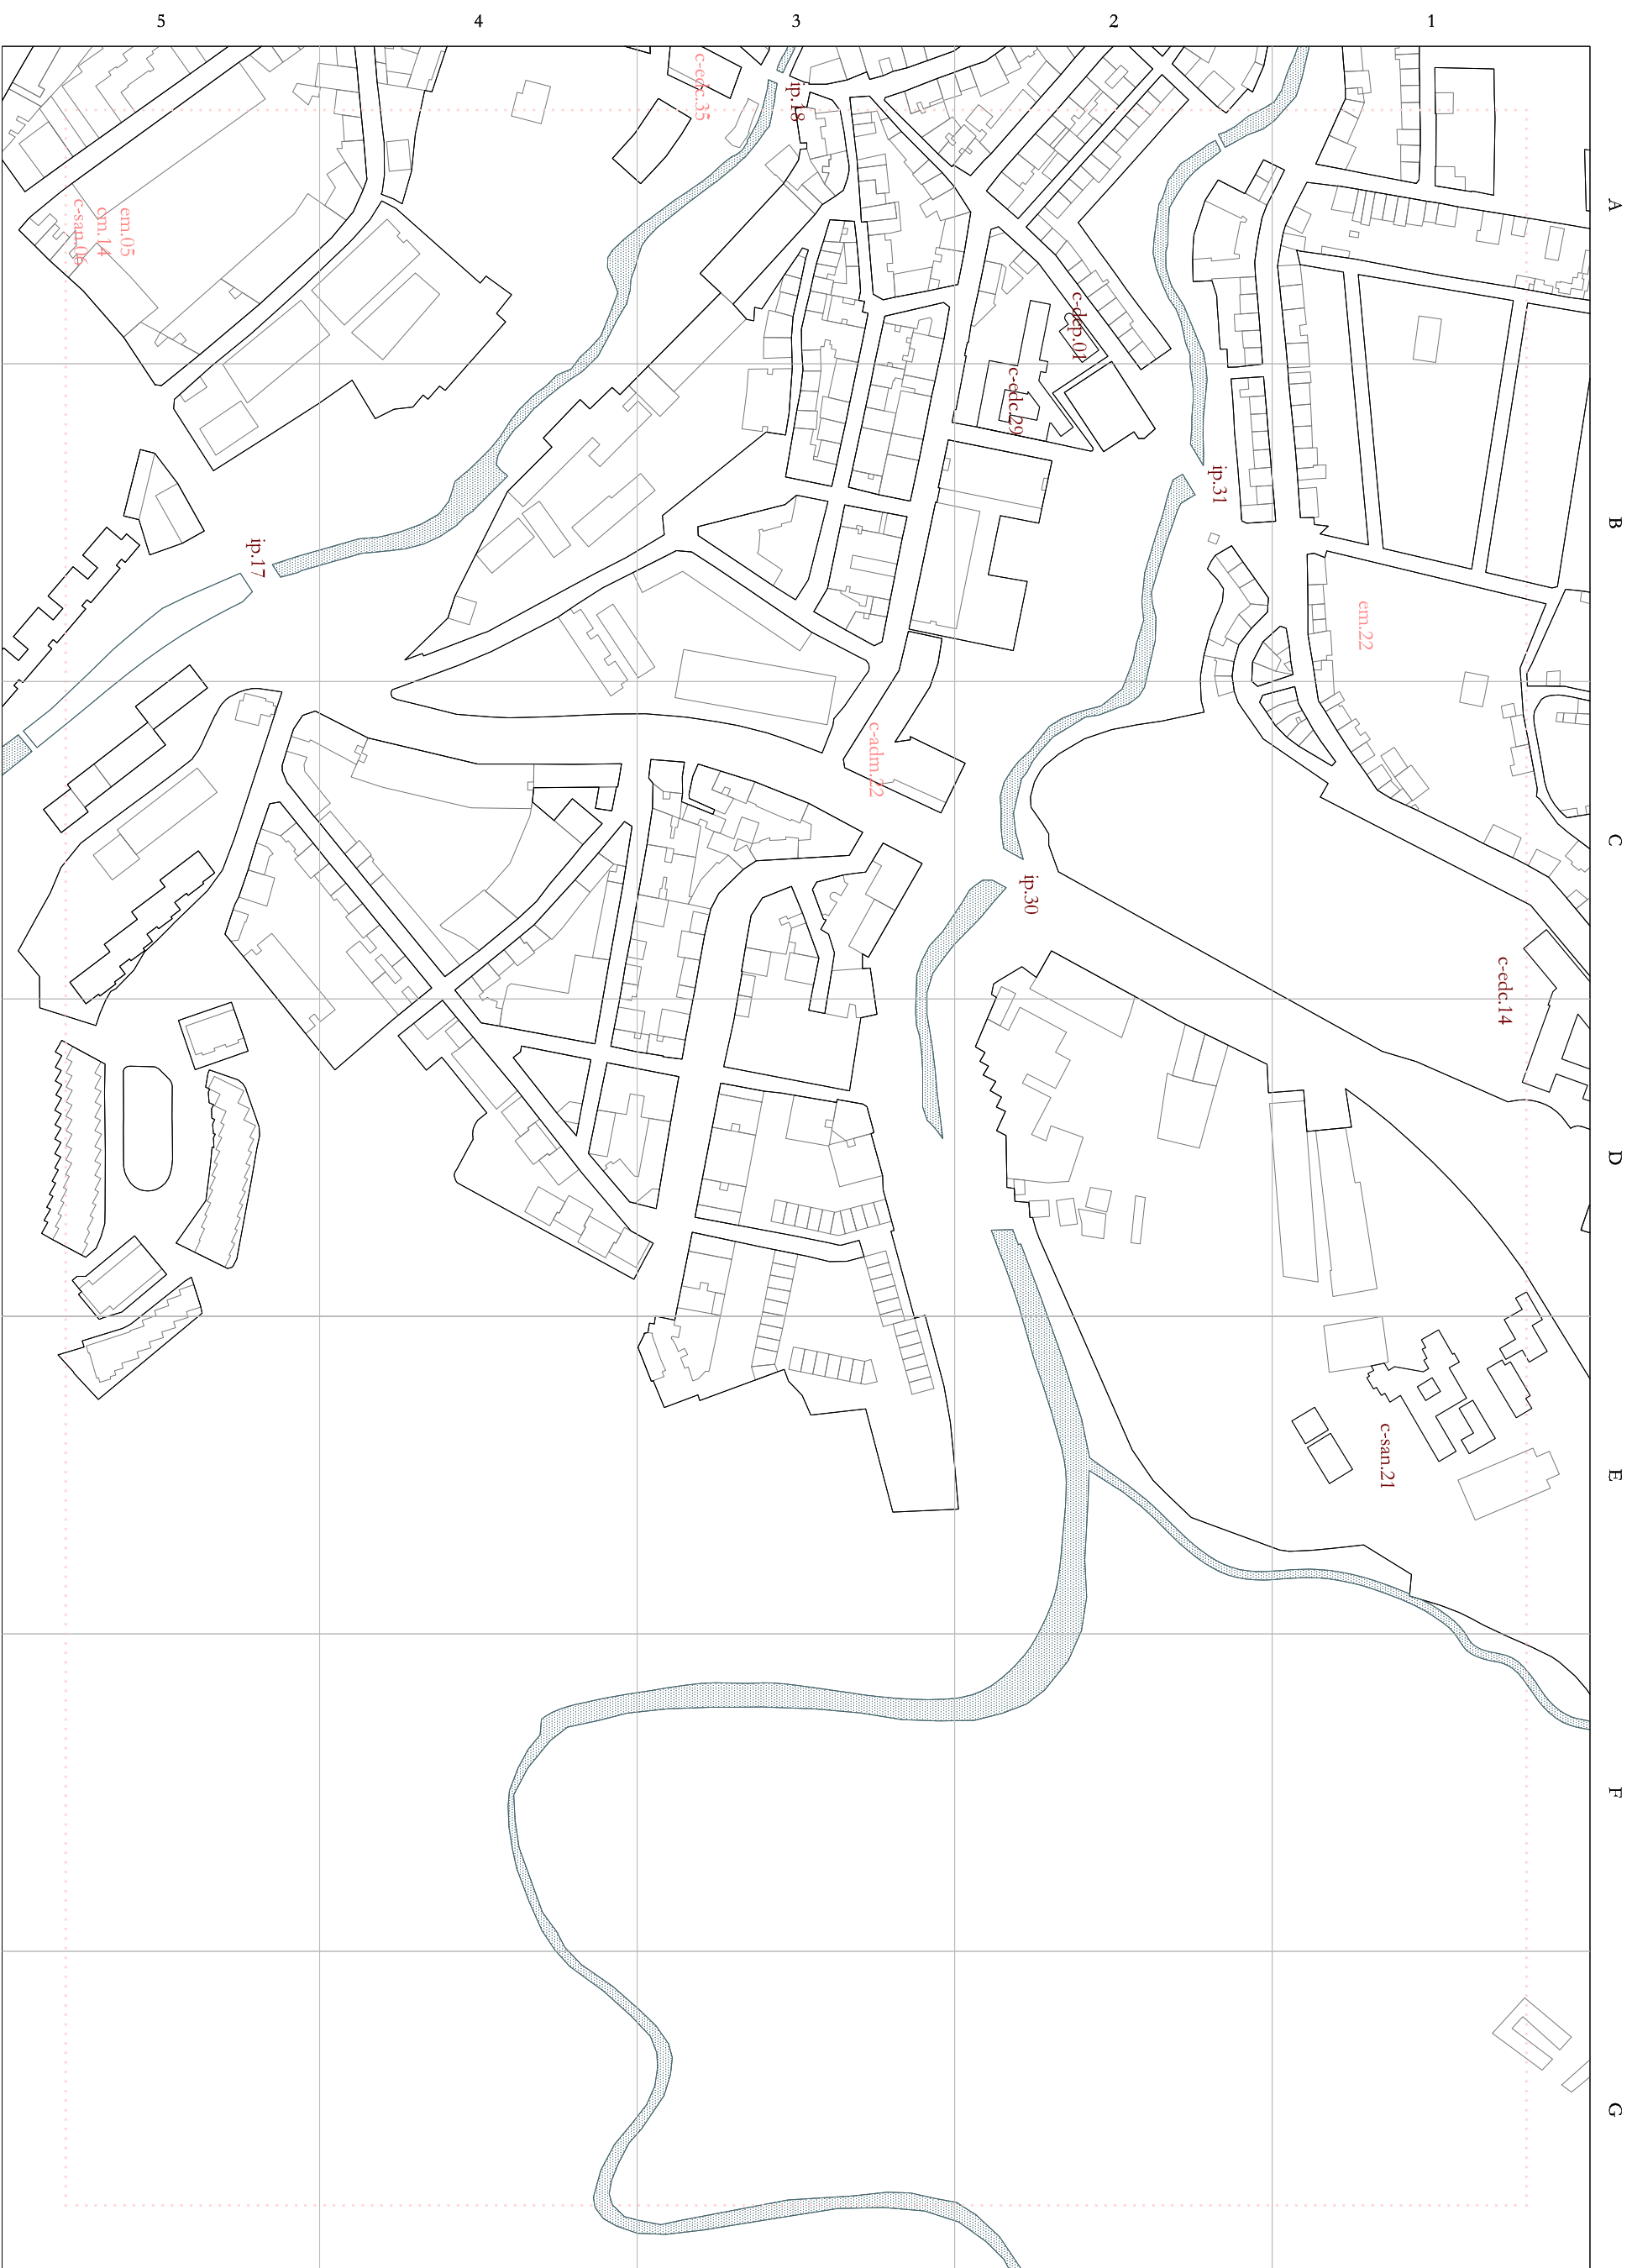 5 4 3 2 1
A
B
C
D
E
F
G
c-edc.35
ip.18
c-san.06
em.14
em.05
c-dep.01
c-edc.29
ip.31
ip.17
em.22
c-adm.22
ip.30
c-edc.14
c-san.21